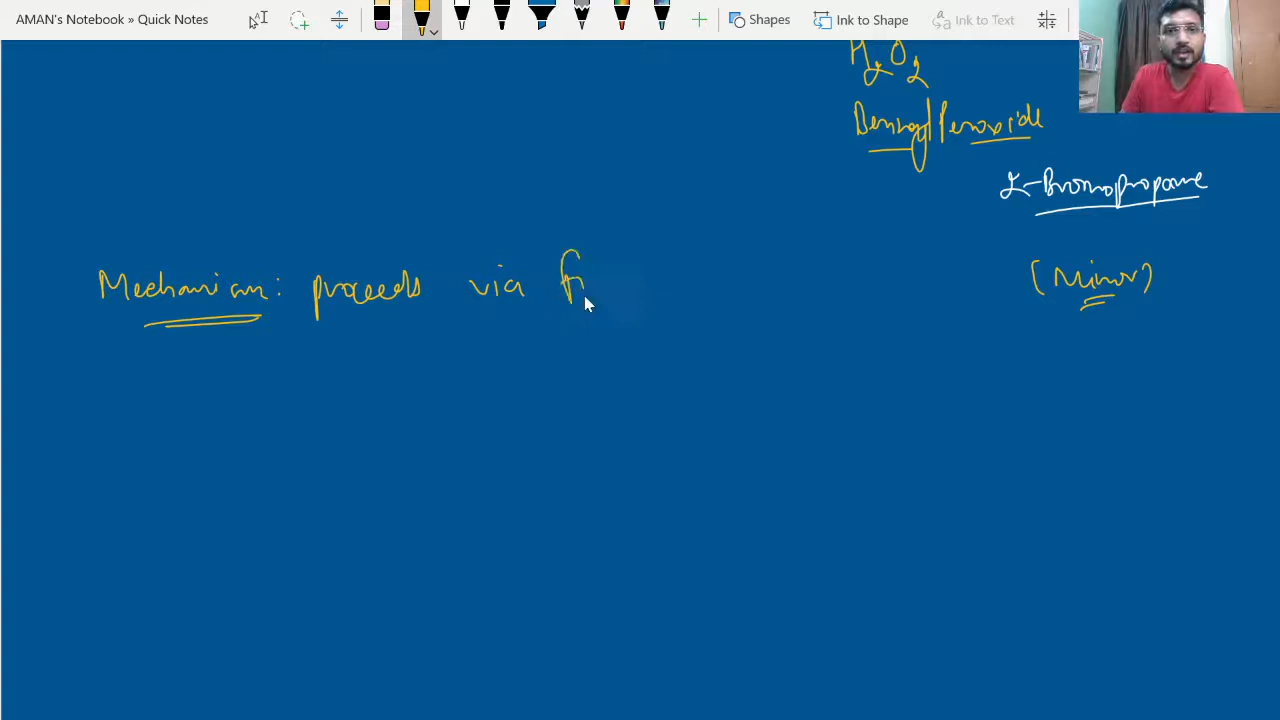 AMAN's Notebook » Quick Notes
Shapes
Ink to Shape
Ink to Text
H2O2
Benzoyl Peroxide
2-Bromopropane
Mechanism: proceeds via
(Minor)